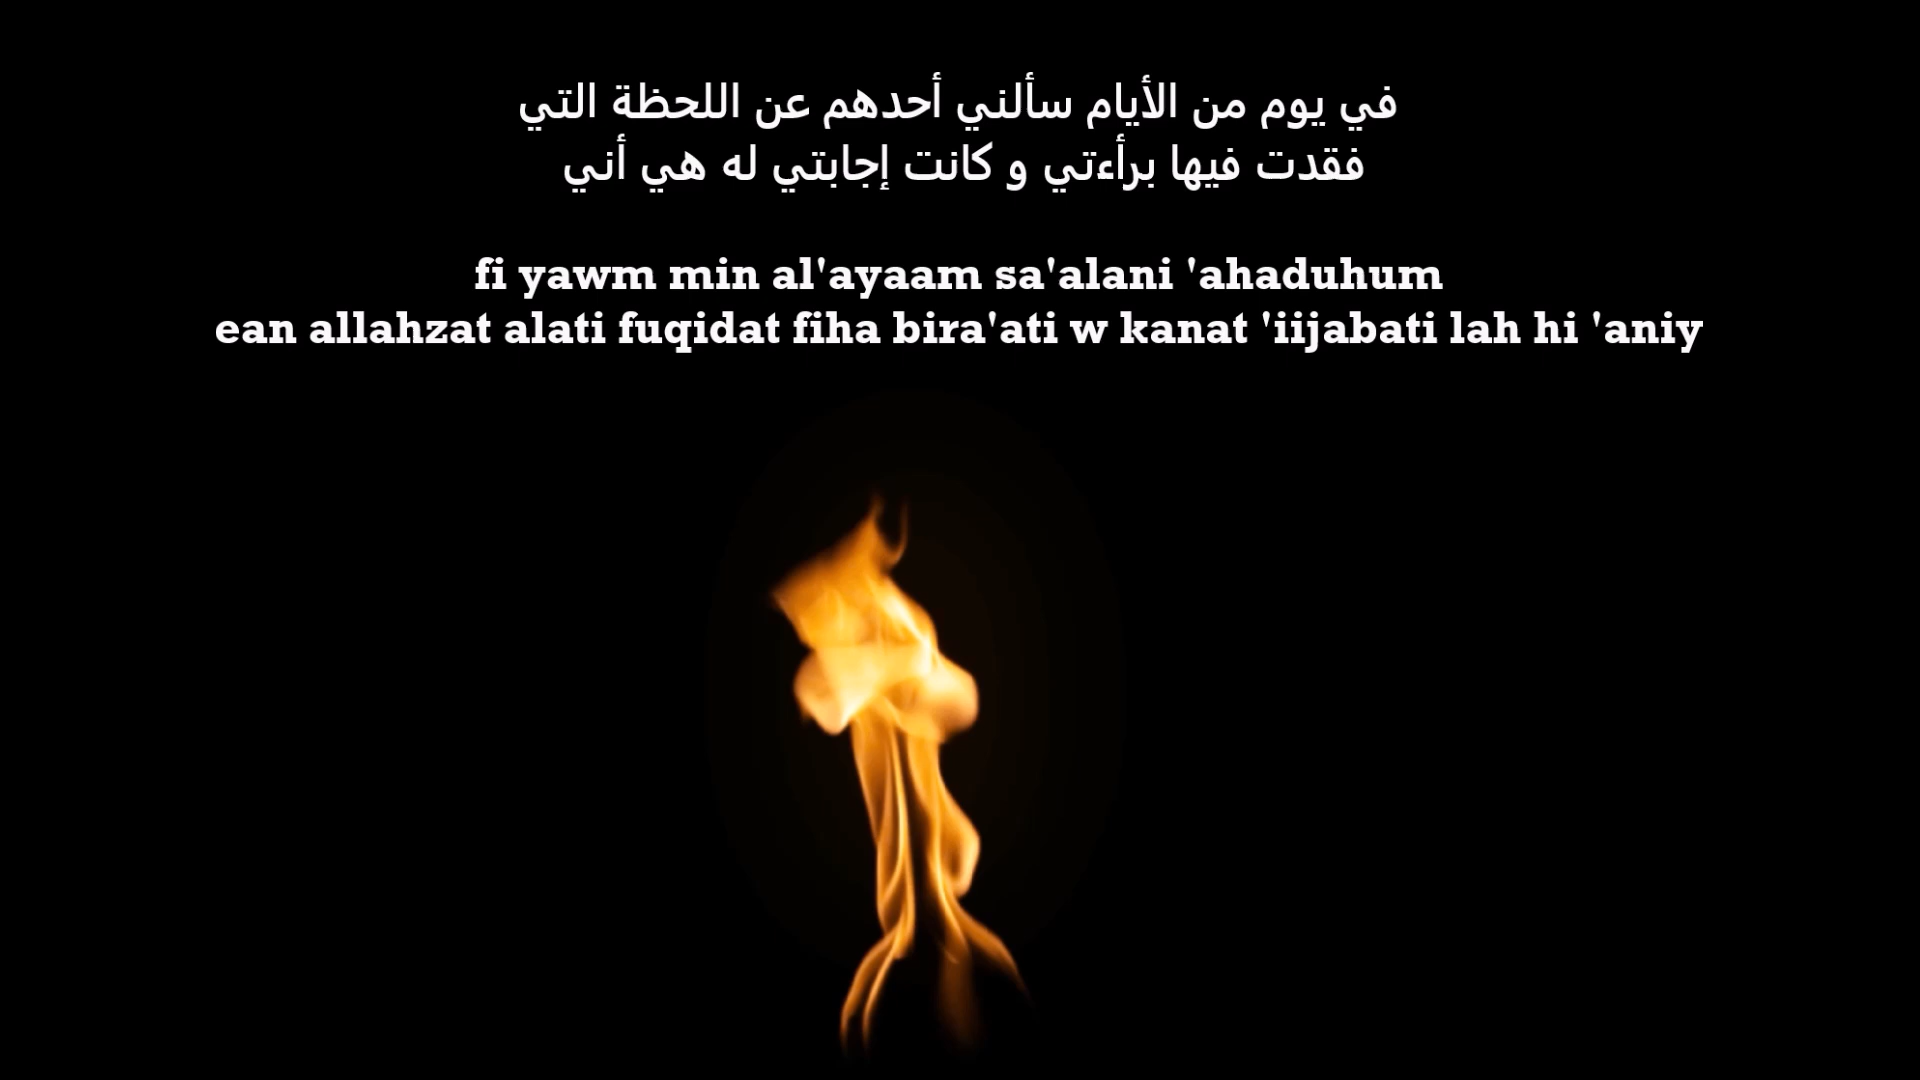 في يوم من الأيام سألني أحدهم عن اللحظة التي
فقدت فيها برأءتي و كانت إجابتي له هي أني
fi yawm min al'ayaam sa'alani 'ahaduhum
ean allahzat alati fuqidat fiha bira'ati w kanat 'iijabati lah hi 'aniy